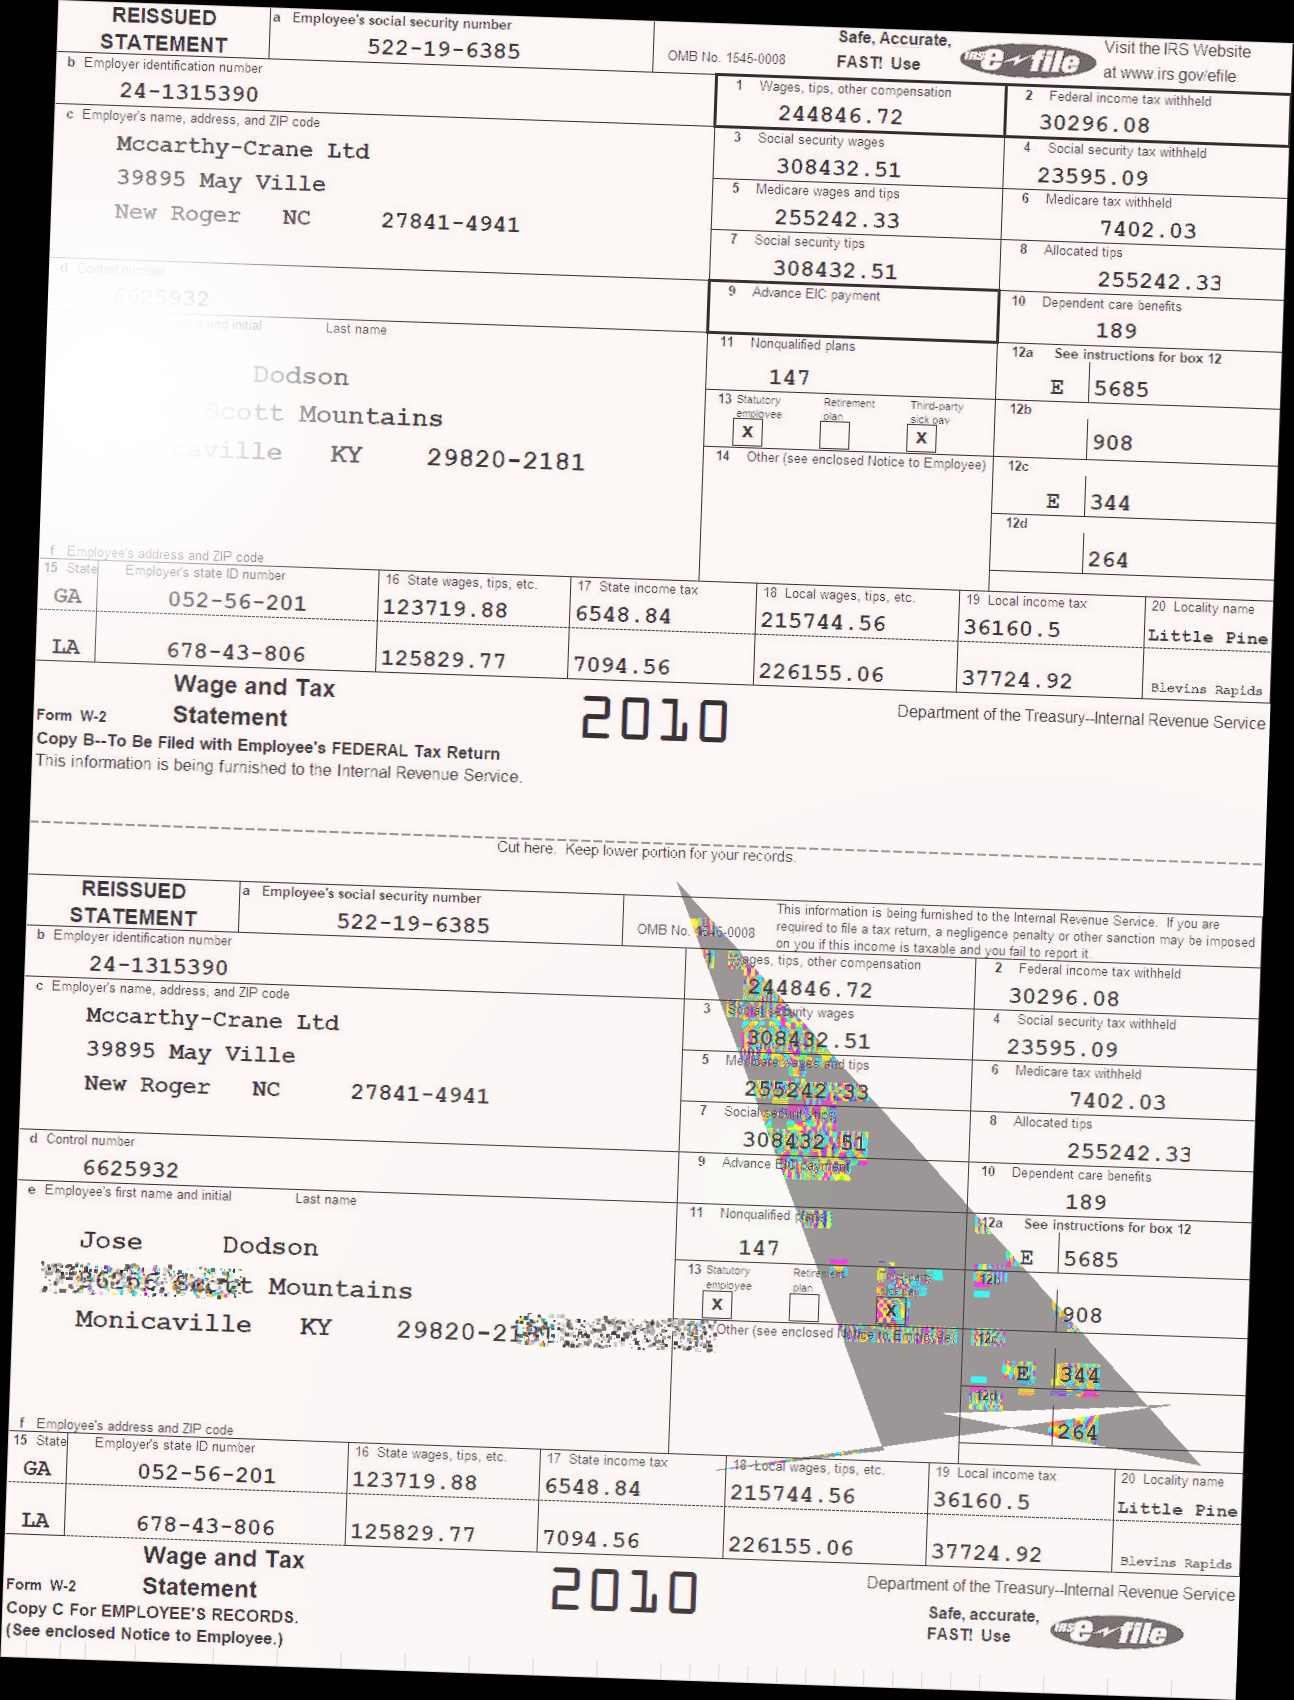 REISSUED STATEMENT
a Employee's social security number
522-19-6385
OMB No. 1545-0008
Safe, Accurate, FAST! Use
IRS e-file
Visit the IRS Website at www.irs.gov/efile
b Employer identification number
24-1315390
1 Wages, tips, other compensation
244846.72
2 Federal income tax withheld
30296.08
c Employer's name, address, and ZIP code
Mccarthy-Crane Ltd
39895 May Ville
New Roger NC 27841-4941
3 Social security wages
308432.51
4 Social security tax withheld
23595.09
5 Medicare wages and tips
255242.33
6 Medicare tax withheld
7402.03
7 Social security tips
308432.51
8 Allocated tips
255242.33
d Control number
6625932
9 Advance EIC payment
10 Dependent care benefits
189
name and initial Last name
Dodson
Scott Mountains
KY 29820-2181
11 Nonqualified plans
147
12a See instructions for box 12
E 5685
13 Statutory employee
Retirement plan
Third-party sick pay
X
X
12b
908
14 Other (see enclosed Notice to Employee)
12c
E 344
12d
264
f Employee's address and ZIP code
15 State Employer's state ID number
16 State wages, tips, etc.
17 State income tax
18 Local wages, tips, etc.
19 Local income tax
20 Locality name
GA 052-56-201 123719.88 6548.84 215744.56 36160.5 Little Pine
LA 678-43-806 125829.77 7094.56 226155.06 37724.92 Blevins Rapids
Form W-2 Wage and Tax Statement
2010
Department of the Treasury--Internal Revenue Service
Copy B--To Be Filed with Employee's FEDERAL Tax Return
This information is being furnished to the Internal Revenue Service.
Cut here. Keep lower portion for your records.
REISSUED STATEMENT
a Employee's social security number
522-19-6385
OMB No. 1545-0008
This information is being furnished to the Internal Revenue Service. If you are
required to file a tax return, a negligence penalty or other sanction may be imposed
on you if this income is taxable and you fail to report it.
b Employer identification number
24-1315390
1 Wages, tips, other compensation
244846.72
2 Federal income tax withheld
30296.08
c Employer's name, address, and ZIP code
Mccarthy-Crane Ltd
39895 May Ville
New Roger NC 27841-4941
3 Social security wages
308432.51
4 Social security tax withheld
23595.09
5 Medicare wages and tips
255242.33
6 Medicare tax withheld
7402.03
7 Social security tips
308432.51
8 Allocated tips
255242.33
d Control number
6625932
9 Advance EIC payment
10 Dependent care benefits
189
e Employee's first name and initial Last name
Jose Dodson
Scott Mountains
Monicaville KY 29820-2181
11 Nonqualified plans
147
12a See instructions for box 12
E 5685
13 Statutory employee
Retirement plan
Third-party sick pay
X
X
12b
908
Other (see enclosed Notice to Employee)
12c
E 344
12d
264
f Employee's address and ZIP code
15 State Employer's state ID number
16 State wages, tips, etc.
17 State income tax
18 Local wages, tips, etc.
19 Local income tax
20 Locality name
GA 052-56-201 123719.88 6548.84 215744.56 36160.5 Little Pine
LA 678-43-806 125829.77 7094.56 226155.06 37724.92 Blevins Rapids
Form W-2 Wage and Tax Statement
2010
Department of the Treasury--Internal Revenue Service
Copy C For EMPLOYEE'S RECORDS.
(See enclosed Notice to Employee.)
Safe, accurate, FAST! Use
IRS e-file